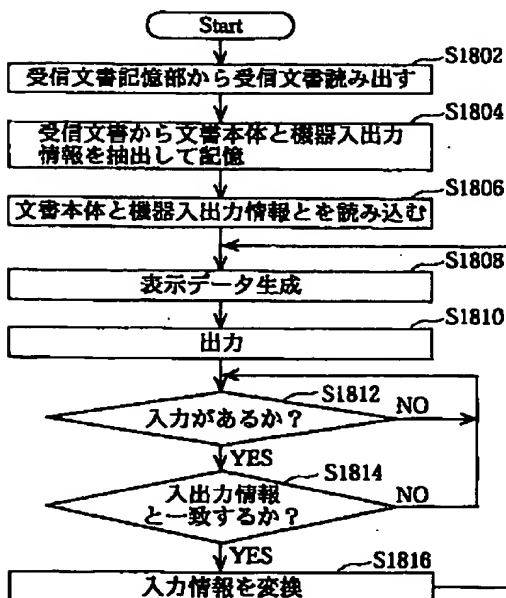 Start
S1802
受信文書記憶部から受信文書読み出す
S1804
受信文書から文書本体と機器入出力
情報を抽出して記憶
S1806
文書本体と機器入出力情報とを読み込む
S1808
表示データ生成
S1810
出力
S1812
入力があるか？
NO
YES
S1814
入出力情報
と一致するか？
NO
YES
S1816
入力情報を変換